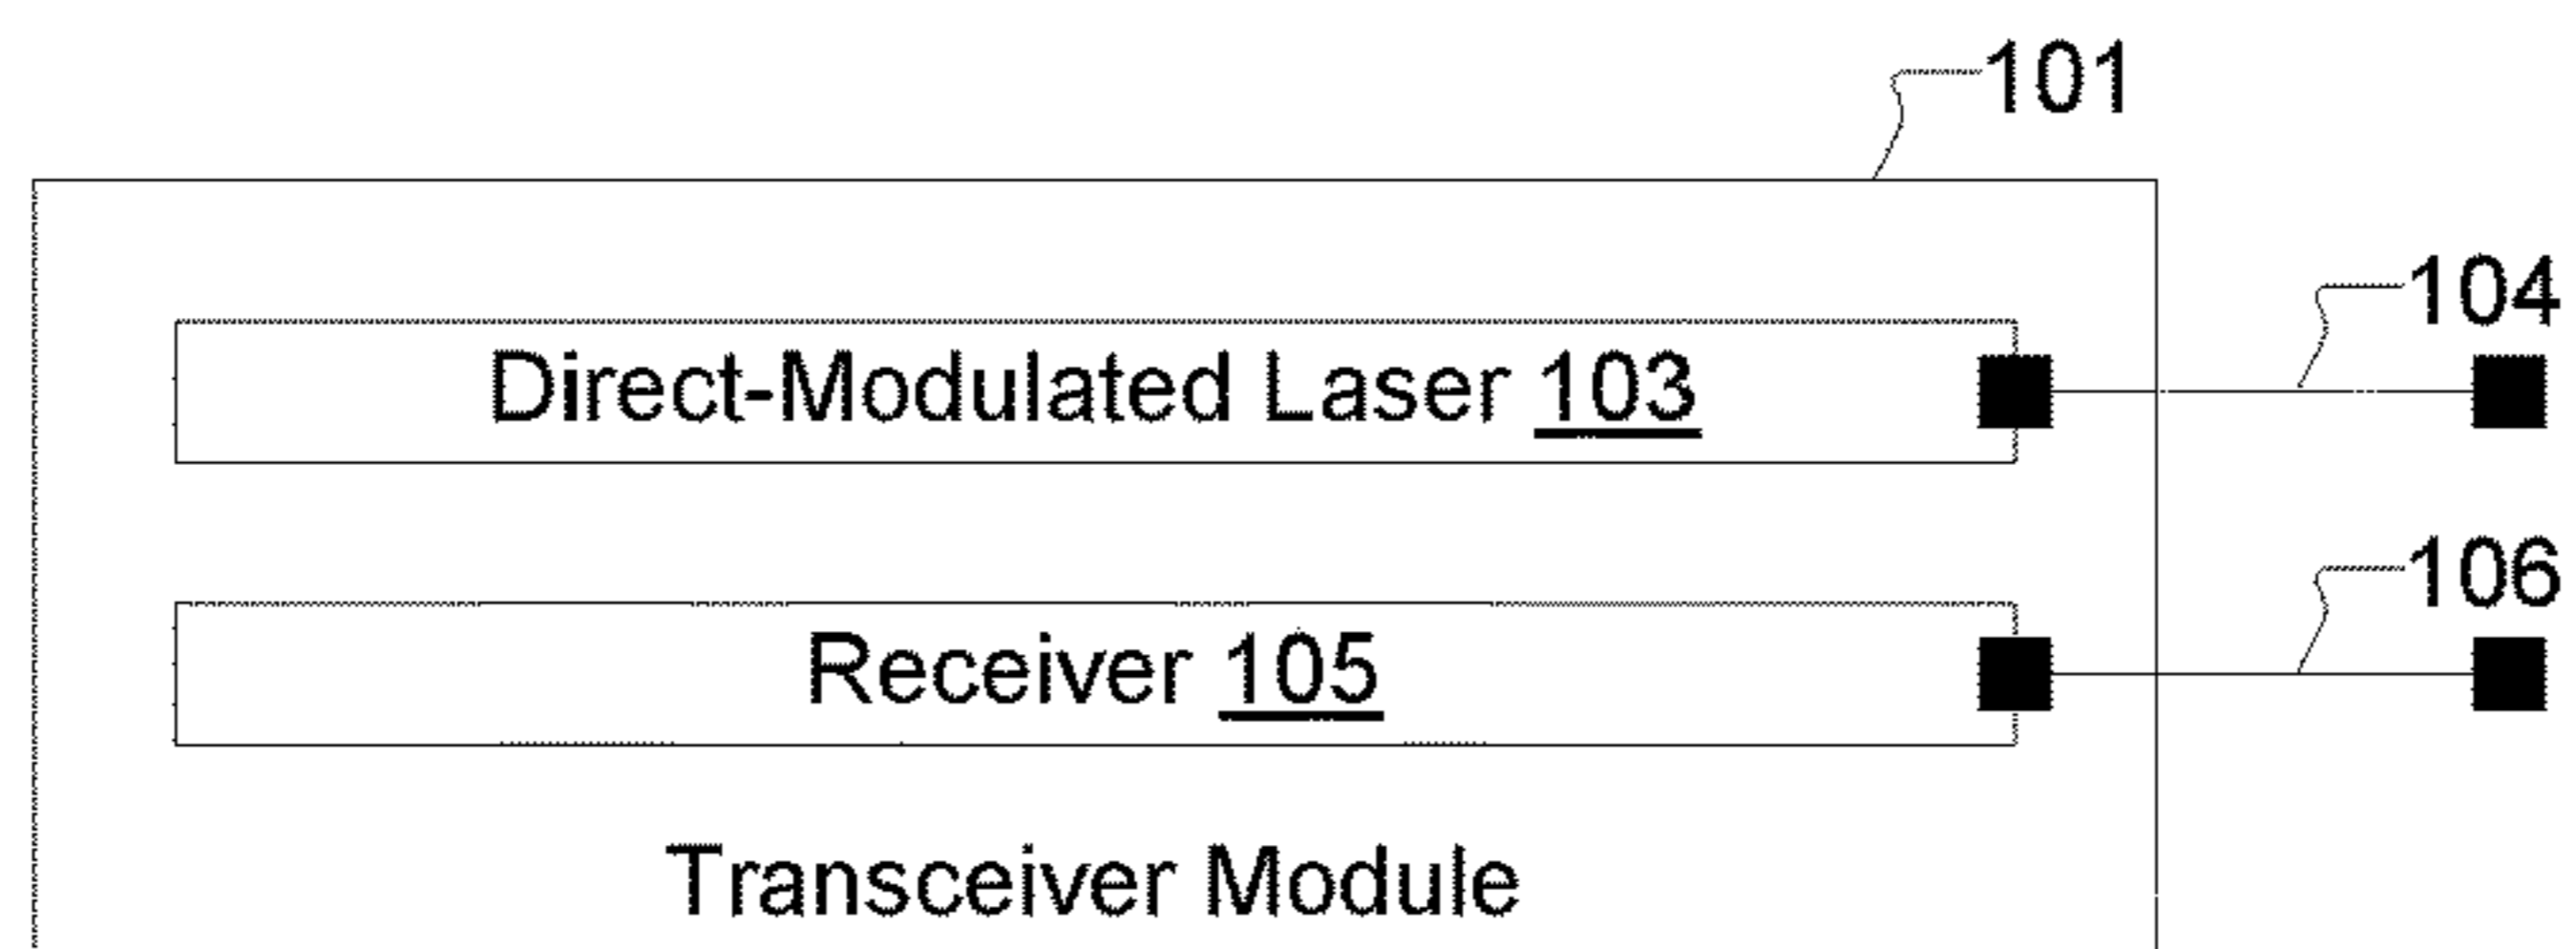 101
104
Direct-Modulated Laser 103
106
Receiver 105
Transceiver Module